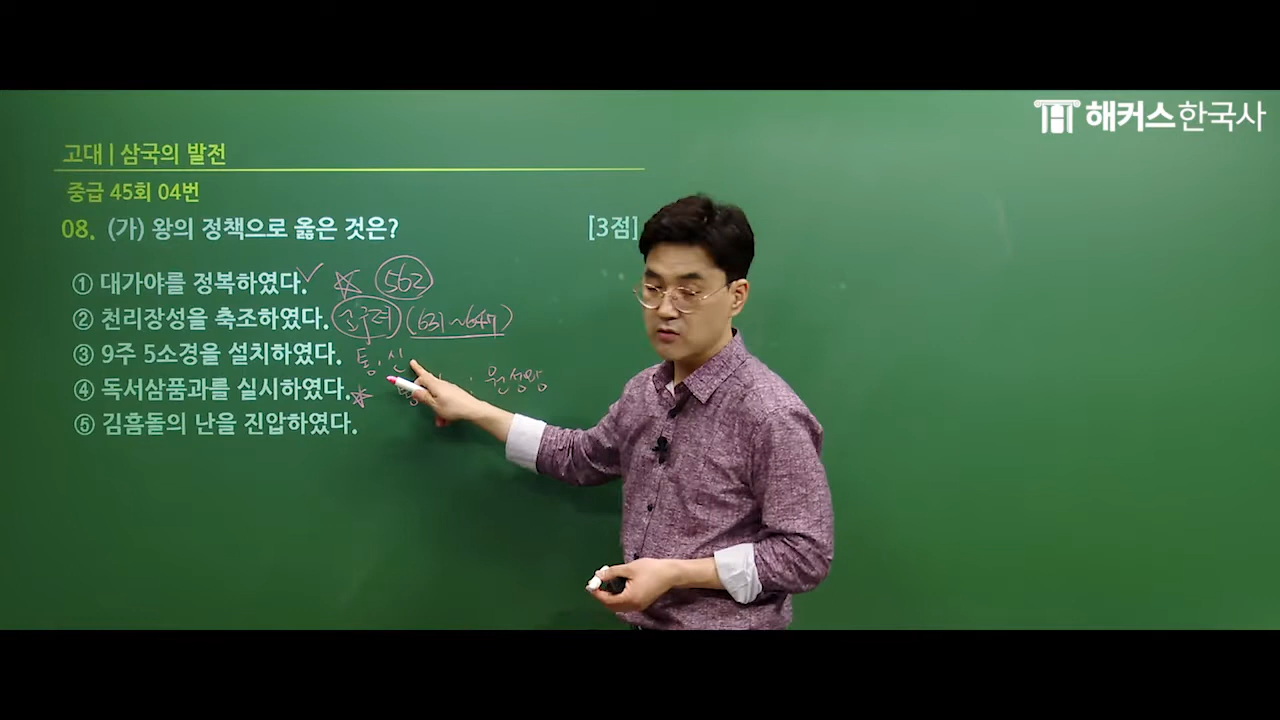 해커스한국사
고대 | 삼국의 발전
중급 45회 04번
08. (가) 왕의 정책으로 옳은 것은? [3점]
① 대가야를 정복하였다. ✓ ☆ 562
② 천리장성을 축조하였다. 고구려 (631~647)
③ 9주 5소경을 설치하였다. 통.신
④ 독서삼품과를 실시하였다. ☆ : 원성왕
⑤ 김흠돌의 난을 진압하였다.